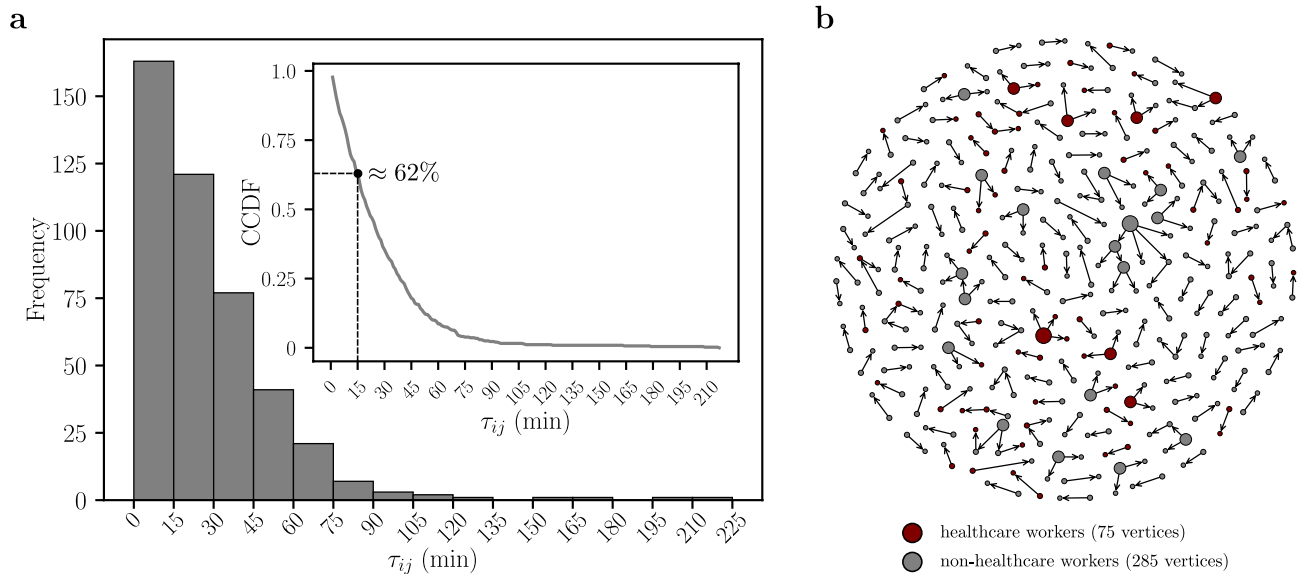 a
b
Frequency
150
125
100
75
50
25
0
0 15 30 45 60 75 90 105 120 135 150 165 180 195 210 225
τij (min)
CCDF
1.0
0.75
0.5
0.25
0
≈ 62%
0 15 30 45 60 75 90 105 120 135 150 165 180 195 210
τij (min)
healthcare workers (75 vertices)
non-healthcare workers (285 vertices)